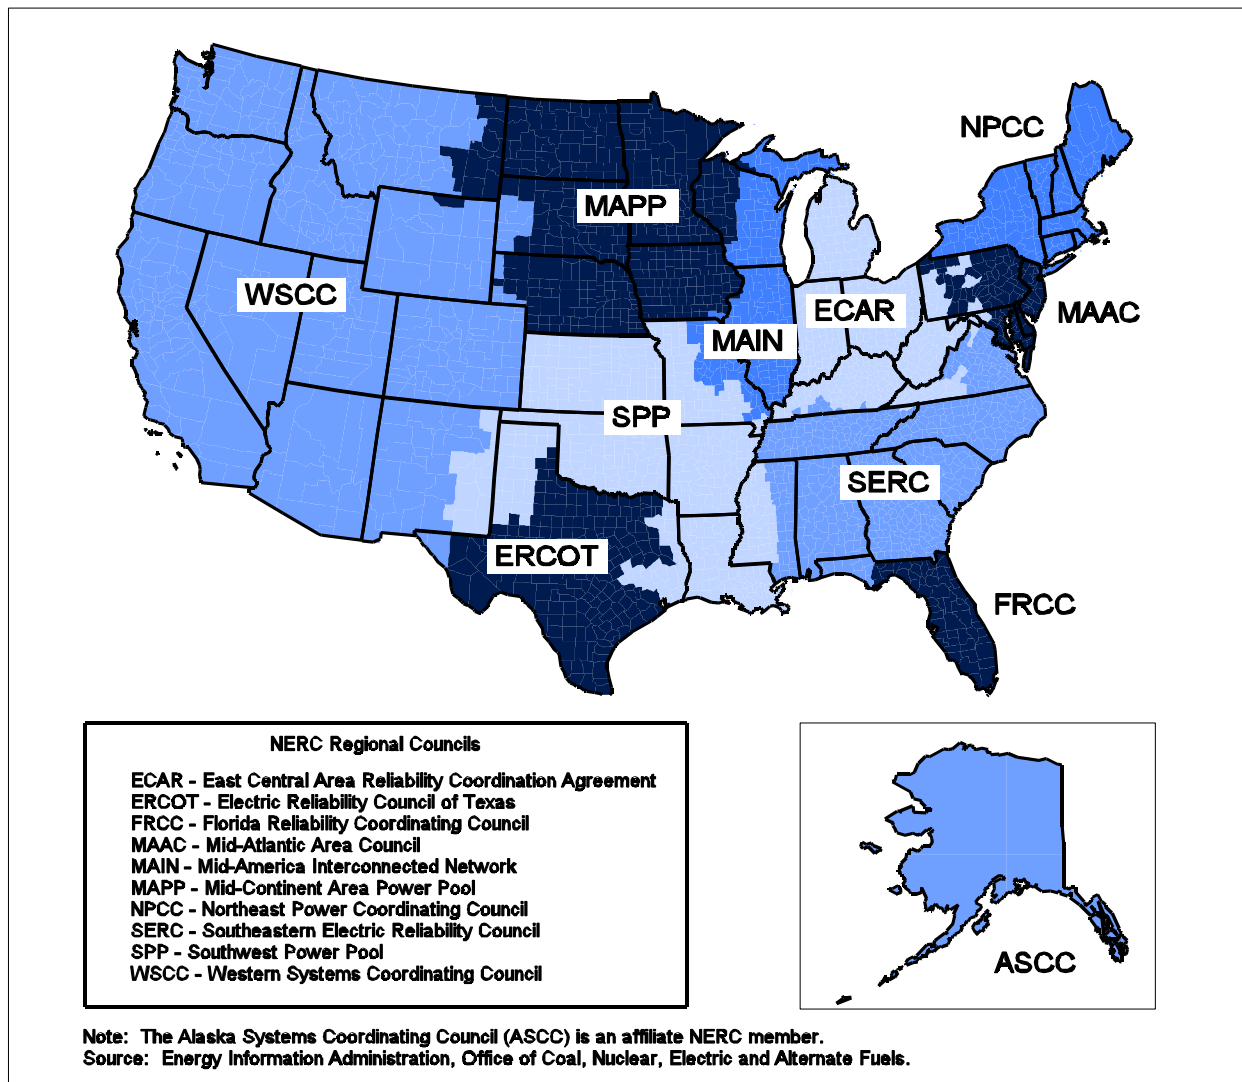 NPCC
MAPP
WSCC
ECAR
MAAC
MAIN
SPP
SERC
ERCOT
FRCC
NERC Regional Councils
ECAR - East Central Area Reliability Coordination Agreement
ERCOT - Electric Reliability Council of Texas
FRCC - Florida Reliability Coordinating Council
MAAC - Mid-Atlantic Area Council
MAIN - Mid-America Interconnected Network
MAPP - Mid-Continent Area Power Pool
NPCC - Northeast Power Coordinating Council
SERC - Southeastern Electric Reliability Council
SPP - Southwest Power Pool
WSCC - Western Systems Coordinating Council
ASCC
Note: The Alaska Systems Coordinating Council (ASCC) is an affiliate NERC member.
Source: Energy Information Administration, Office of Coal, Nuclear, Electric and Alternate Fuels.